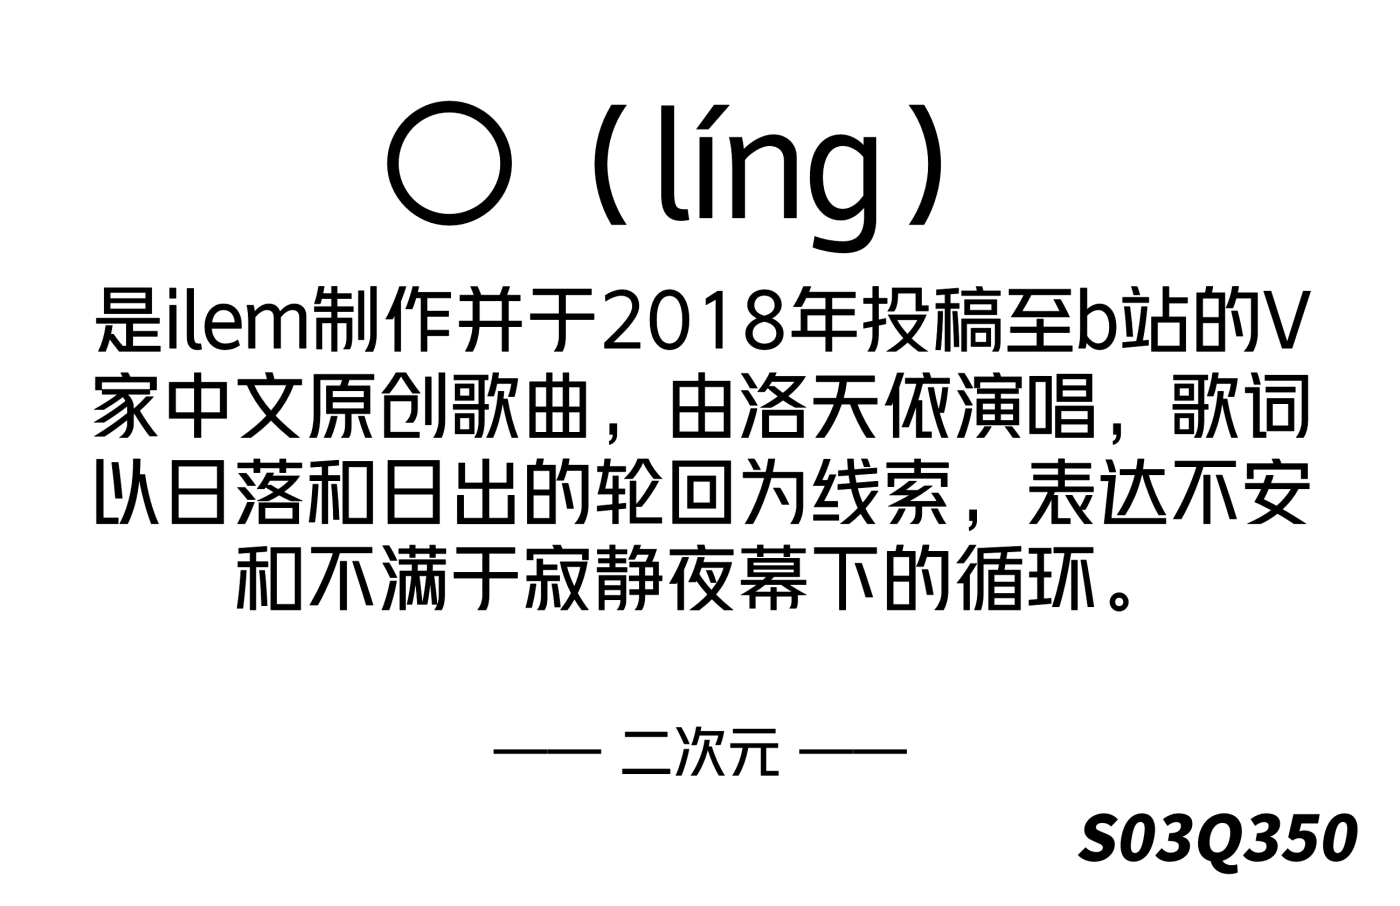 〇（líng）
是ilem制作并于2018年投稿至b站的V
家中文原创歌曲，由洛天依演唱，歌词
以日落和日出的轮回为线索，表达不安
和不满于寂静夜幕下的循环。
—— 二次元 ——
S03Q350